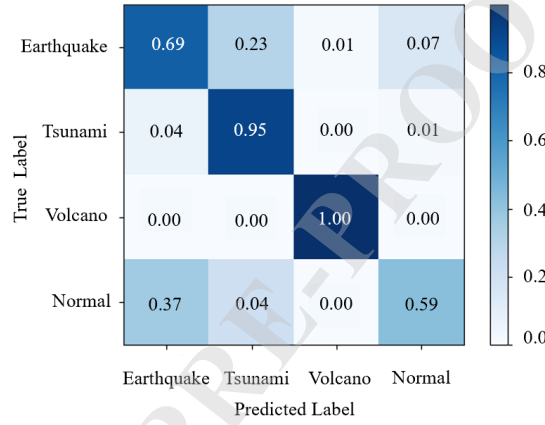 Earthquake 0.69 0.23 0.01 0.07
0.8
Tsunami 0.04 0.95 0.00 0.01
0.6
True Label
0.4
Volcano 0.00 0.00 1.00 0.00
0.2
Normal 0.37 0.04 0.00 0.59
0.0
Earthquake Tsunami Volcano Normal
Predicted Label
PRE-PROO